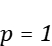 p = 1